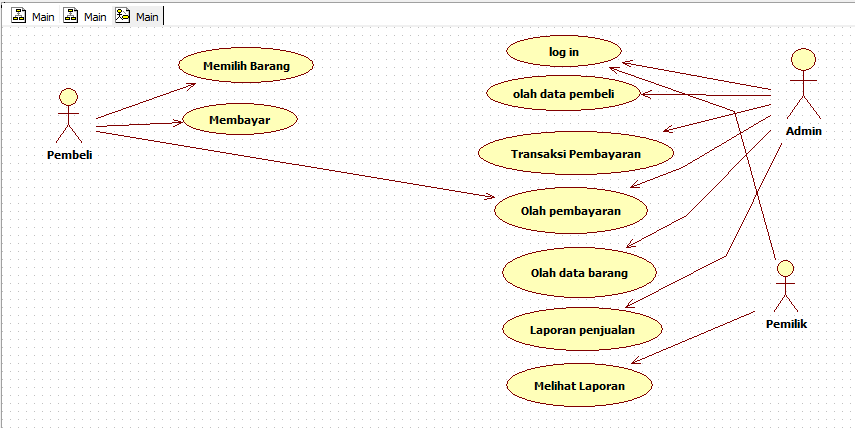 Main Main Main
log in
Memilih Barang
olah data pembeli
Membayar
Admin
Pembeli
Transaksi Pembayaran
Olah pembayaran
Olah data barang
Pemilik
Laporan penjualan
Melihat Laporan